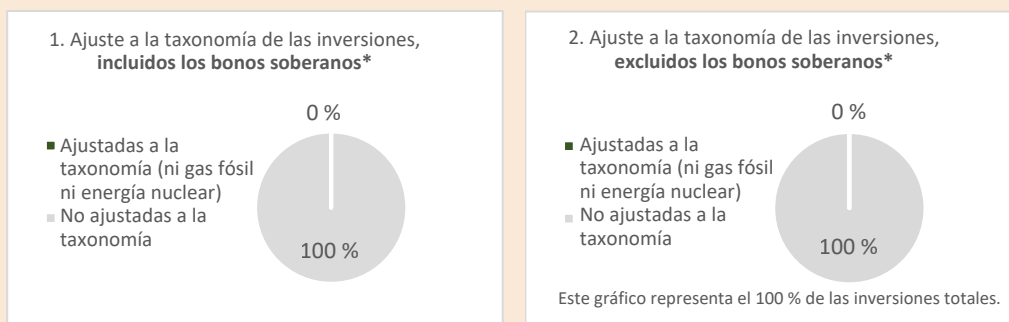 1. Ajuste a la taxonomía de las inversiones,
incluidos los bonos soberanos*
0 %
Ajustadas a la
taxonomía (ni gas fósil
ni energía nuclear)
No ajustadas a la
taxonomía
100 %
2. Ajuste a la taxonomía de las inversiones,
excluidos los bonos soberanos*
0 %
Ajustadas a la
taxonomía (ni gas fósil
ni energía nuclear)
No ajustadas a la
taxonomía
100 %
Este gráfico representa el 100 % de las inversiones totales.